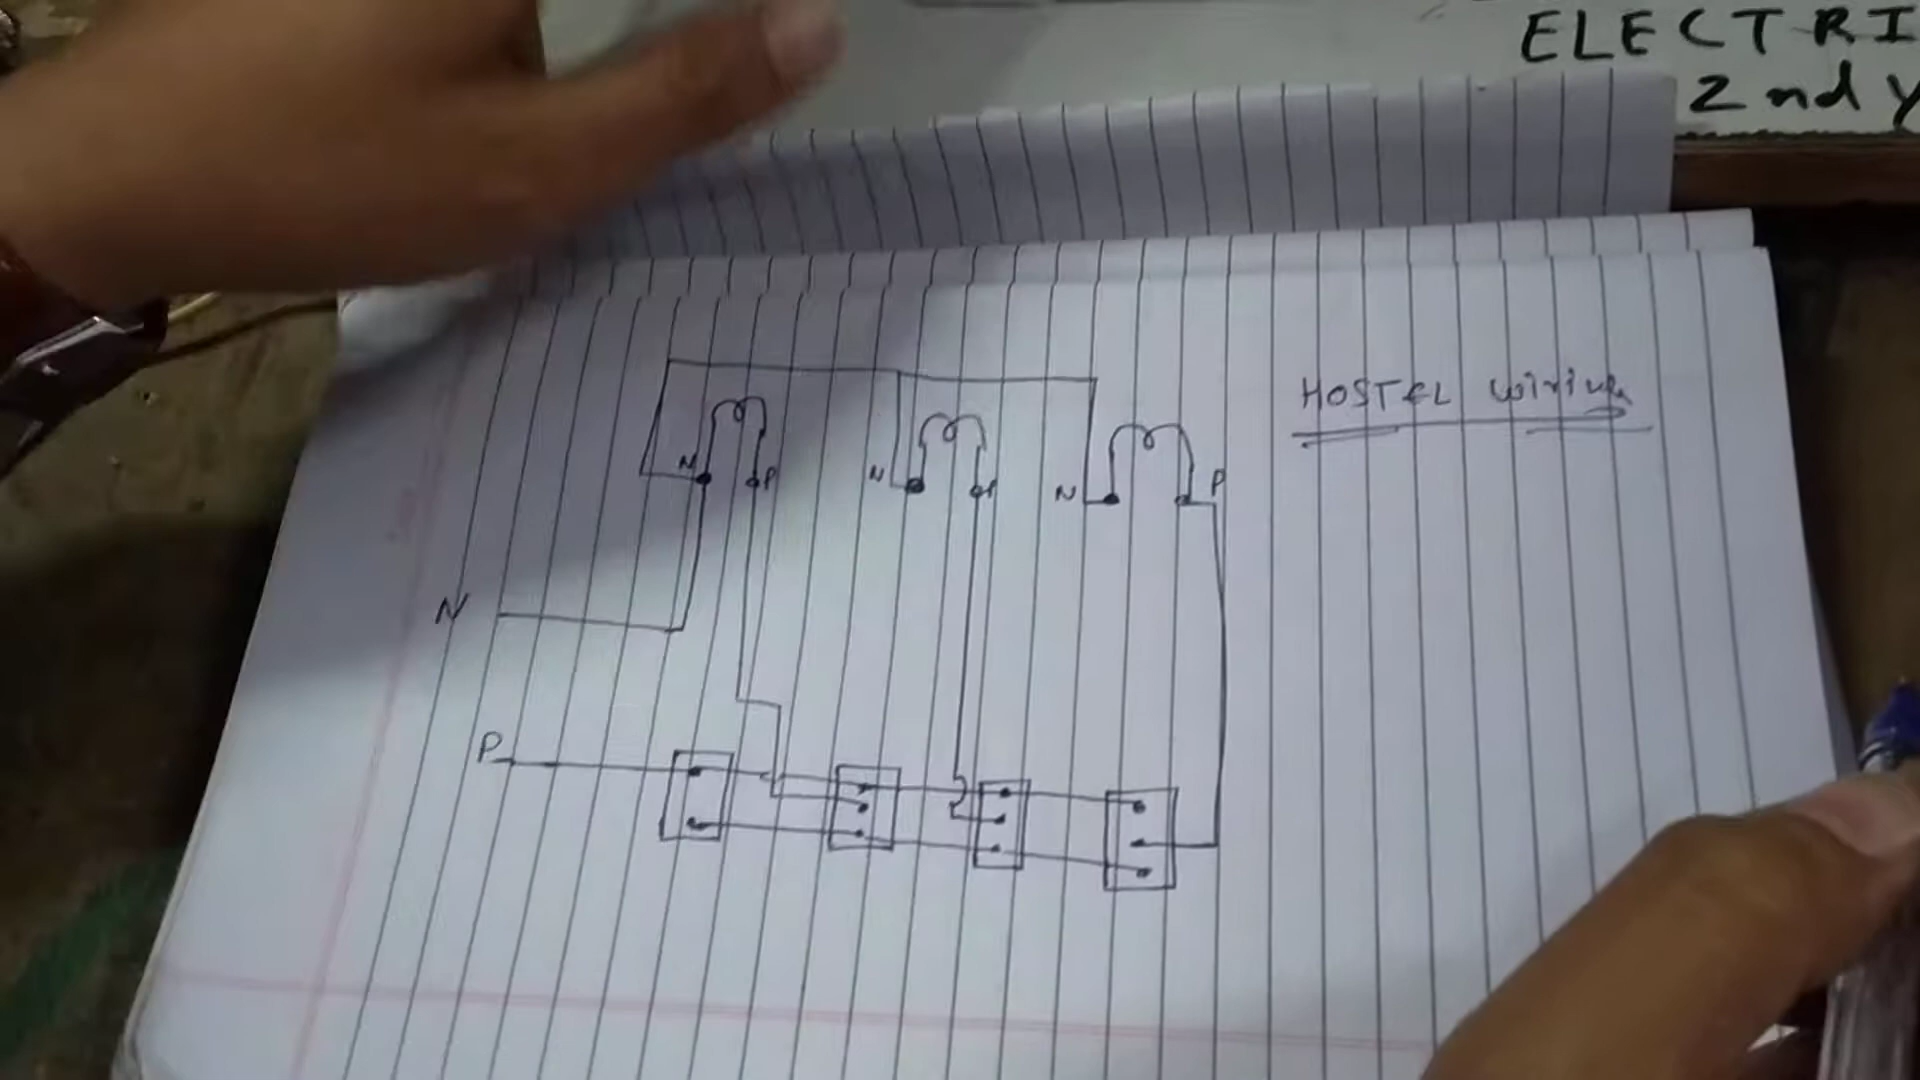 ELECTRI
2nd Y
HOSTEL wiring
N P
N P
N P
N
P